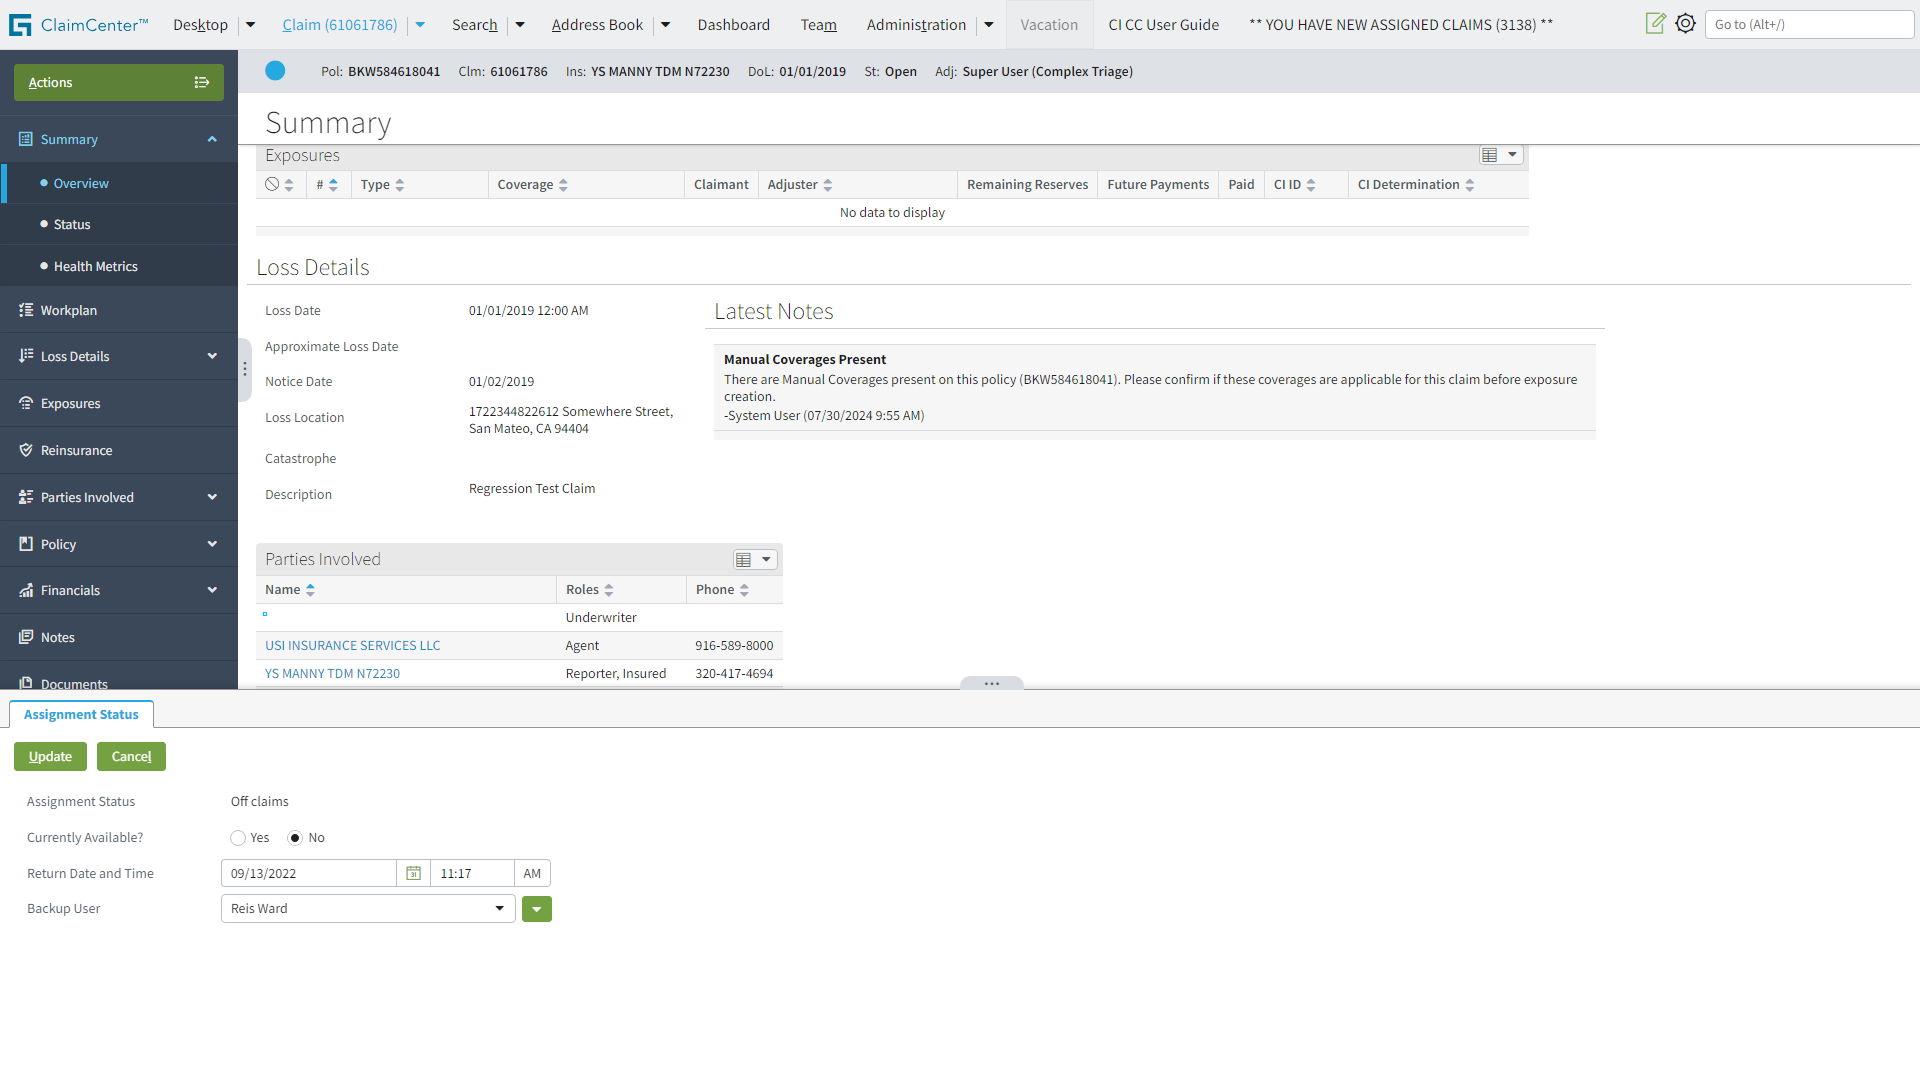 ClaimCenter™
Desktop
Claim (61061786)
Search
Address Book
Dashboard
Team
Administration
Vacation
CI CC User Guide
** YOU HAVE NEW ASSIGNED CLAIMS (3138) **
Go to (Alt+/)
Actions
Pol: BKW584618041 Clm: 61061786 Ins: YS MANNY TDM N72230 DoL: 01/01/2019 St: Open Adj: Super User (Complex Triage)
Summary
Overview
Status
Health Metrics
Workplan
Loss Details
Exposures
Reinsurance
Parties Involved
Policy
Financials
Notes
Documents
Summary
Exposures
# Type Coverage Claimant Adjuster Remaining Reserves Future Payments Paid CI ID CI Determination
No data to display
Loss Details
Loss Date 01/01/2019 12:00 AM
Approximate Loss Date
Notice Date 01/02/2019
Loss Location 1722344822612 Somewhere Street,
San Mateo, CA 94404
Catastrophe
Description Regression Test Claim
Latest Notes
Manual Coverages Present
There are Manual Coverages present on this policy (BKW584618041). Please confirm if these coverages are applicable for this claim before exposure
creation.
-System User (07/30/2024 9:55 AM)
Parties Involved
Name Roles Phone
Underwriter
USI INSURANCE SERVICES LLC Agent 916-589-8000
YS MANNY TDM N72230 Reporter, Insured 320-417-4694
Assignment Status
Update Cancel
Assignment Status Off claims
Currently Available? Yes No
Return Date and Time 09/13/2022 31 11:17 AM
Backup User Reis Ward